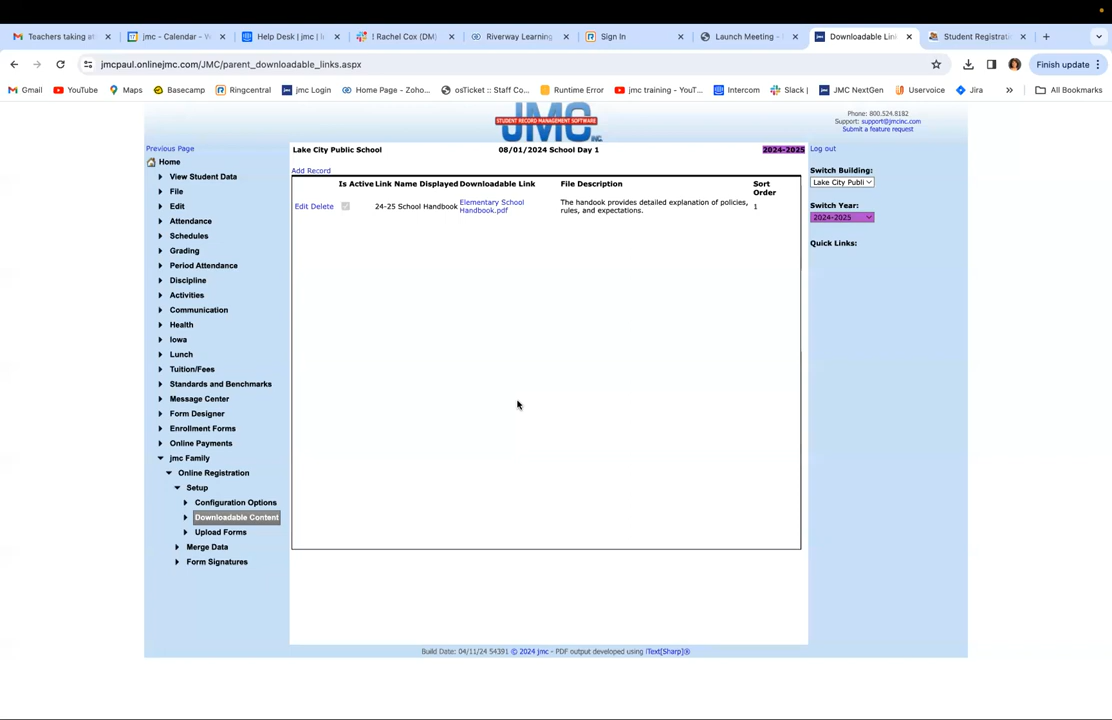 Teachers taking at
jmc - Calendar - W
Help Desk | jmc | I
! Rachel Cox (DM)
Riverway Learning
Sign In
Launch Meeting -
Downloadable Lin
Student Registrati
jmcpaul.onlinejmc.com/JMC/parent_downloadable_links.aspx
Finish update
Gmail
YouTube
Maps
Basecamp
Ringcentral
jmc Login
Home Page - Zoho...
osTicket :: Staff Co...
Runtime Error
jmc training - YouT...
Intercom
Slack |
JMC NextGen
Uservoice
Jira
»
All Bookmarks
STUDENT RECORD MANAGEMENT SOFTWARE
JMC INC.
Phone: 800.524.8182
Support: support@jmcinc.com
Submit a feature request
Previous Page
Lake City Public School
08/01/2024 School Day 1
2024-2025
Log out
Home
View Student Data
File
Edit
Attendance
Schedules
Grading
Period Attendance
Discipline
Activities
Communication
Health
Iowa
Lunch
Tuition/Fees
Standards and Benchmarks
Message Center
Form Designer
Enrollment Forms
Online Payments
jmc Family
Online Registration
Setup
Configuration Options
Downloadable Content
Upload Forms
Merge Data
Form Signatures
Add Record
Is Active Link Name Displayed Downloadable Link File Description Sort Order
Edit Delete 24-25 School Handbook
Elementary School
Handbook.pdf
The handook provides detailed explanation of policies,
rules, and expectations.
1
Switch Building:
Lake City Publi
Switch Year:
2024-2025
Quick Links:
Build Date: 04/11/24 54391 © 2024 jmc - PDF output developed using iText[Sharp]®